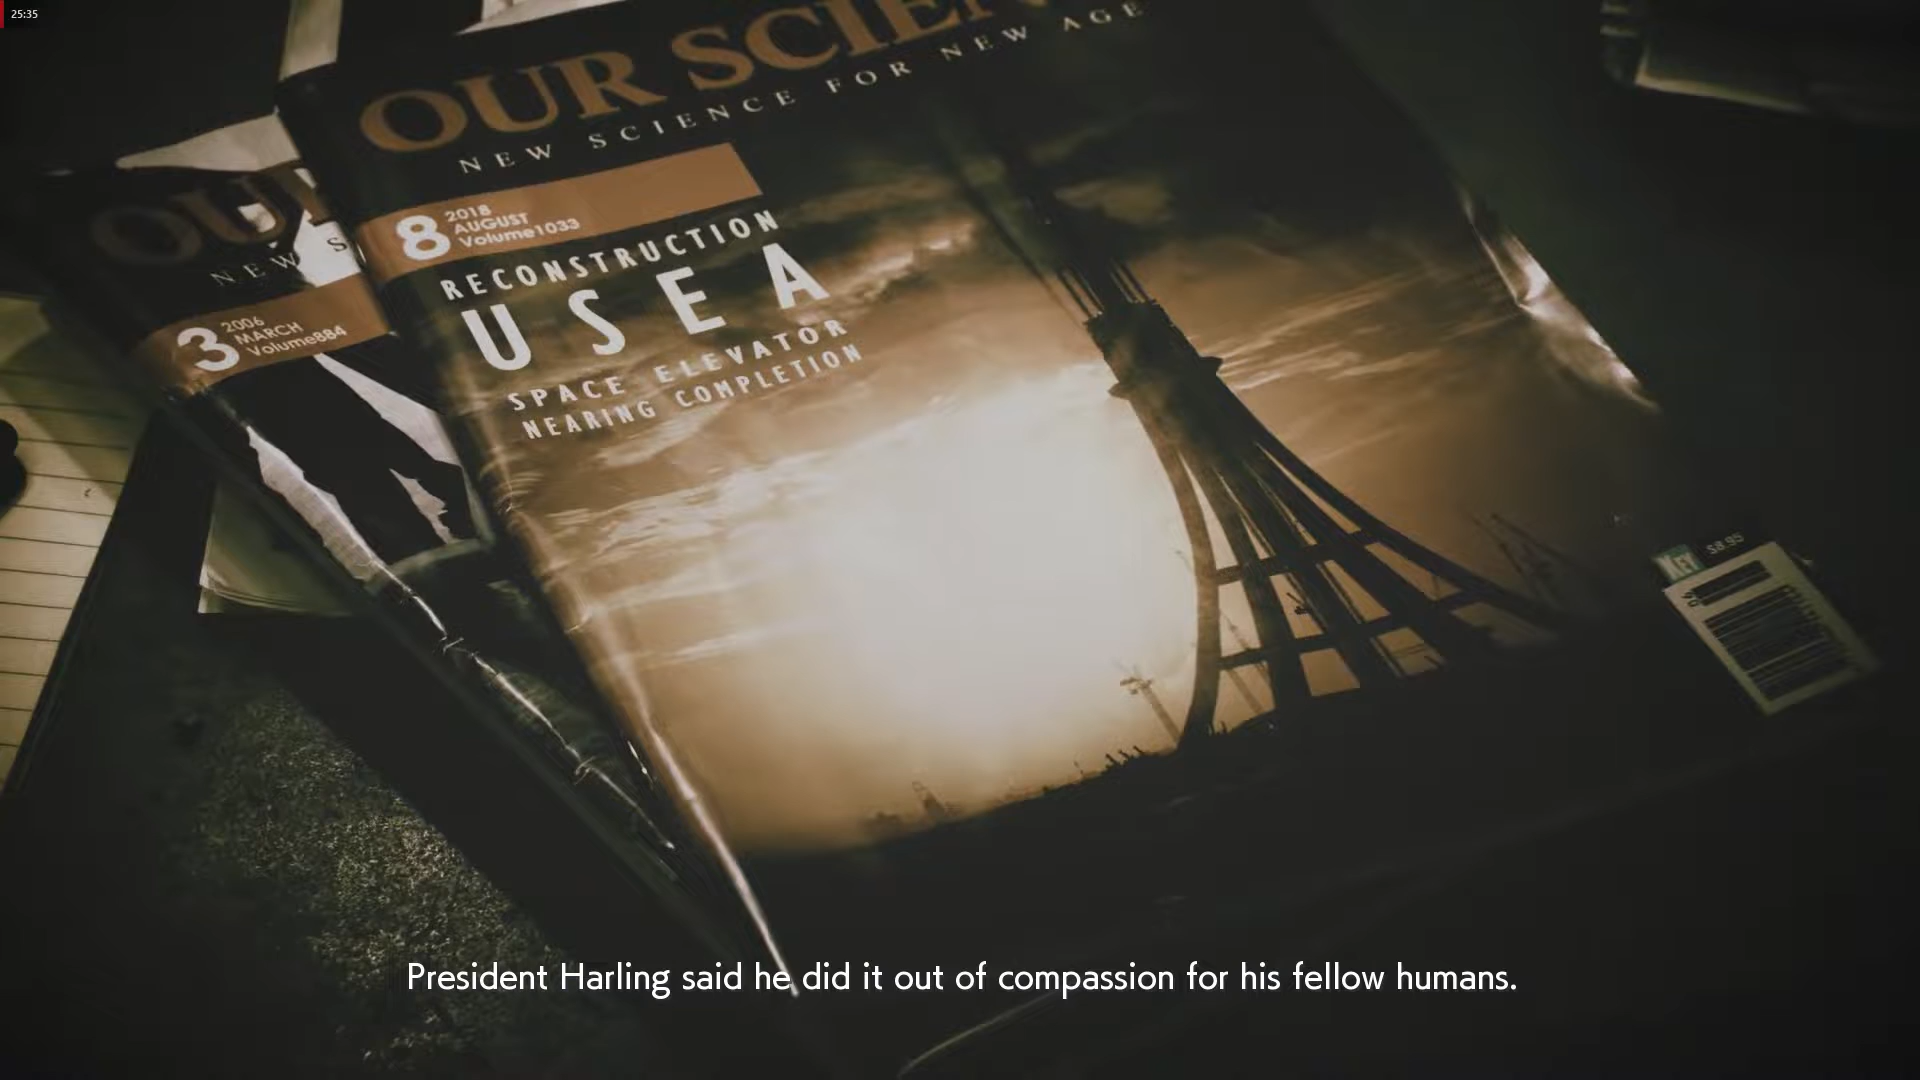 25:35
OUR SCIEN
NEW SCIENCE FOR NEW AGE
8
2018
AUGUST
Volume1033
RECONSTRUCTION
USEA
SPACE ELEVATOR
NEARING COMPLETION
OUR
NEW S
3
2006
MARCH
Volume884
KEY
$8.95
President Harling said he did it out of compassion for his fellow humans.